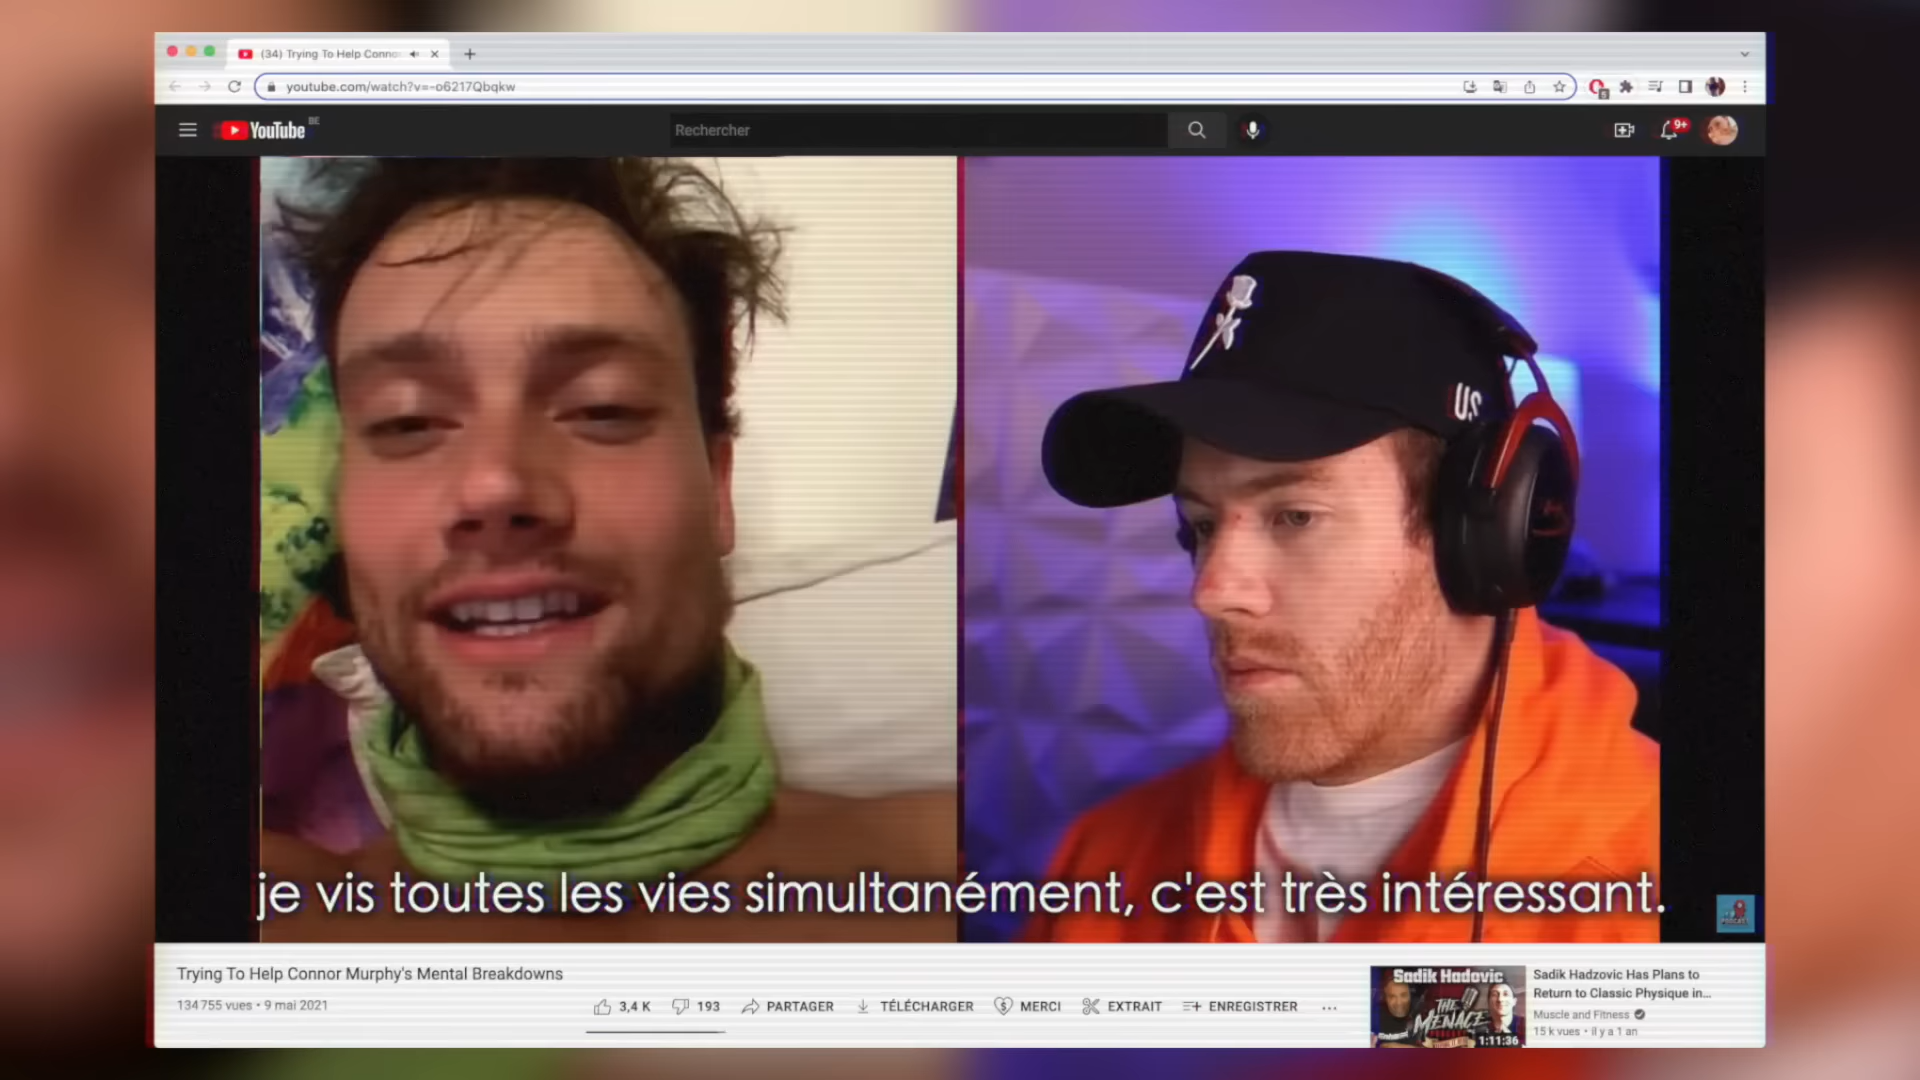 (34) Trying To Help Conno
youtube.com/watch?v=-o6217Qbqkw
YouTube BE
Rechercher
9+
U.S
je vis toutes les vies simultanément, c'est très intéressant.
Trying To Help Connor Murphy's Mental Breakdowns
134 755 vues • 9 mai 2021
3,4 K
193
PARTAGER
TÉLÉCHARGER
MERCI
EXTRAIT
ENREGISTRER
Sadik Hadovic
THE
MENACE
PODCAST
1:11:36
Sadik Hadzovic Has Plans to
Return to Classic Physique in...
Muscle and Fitness
15 k vues • il y a 1 an